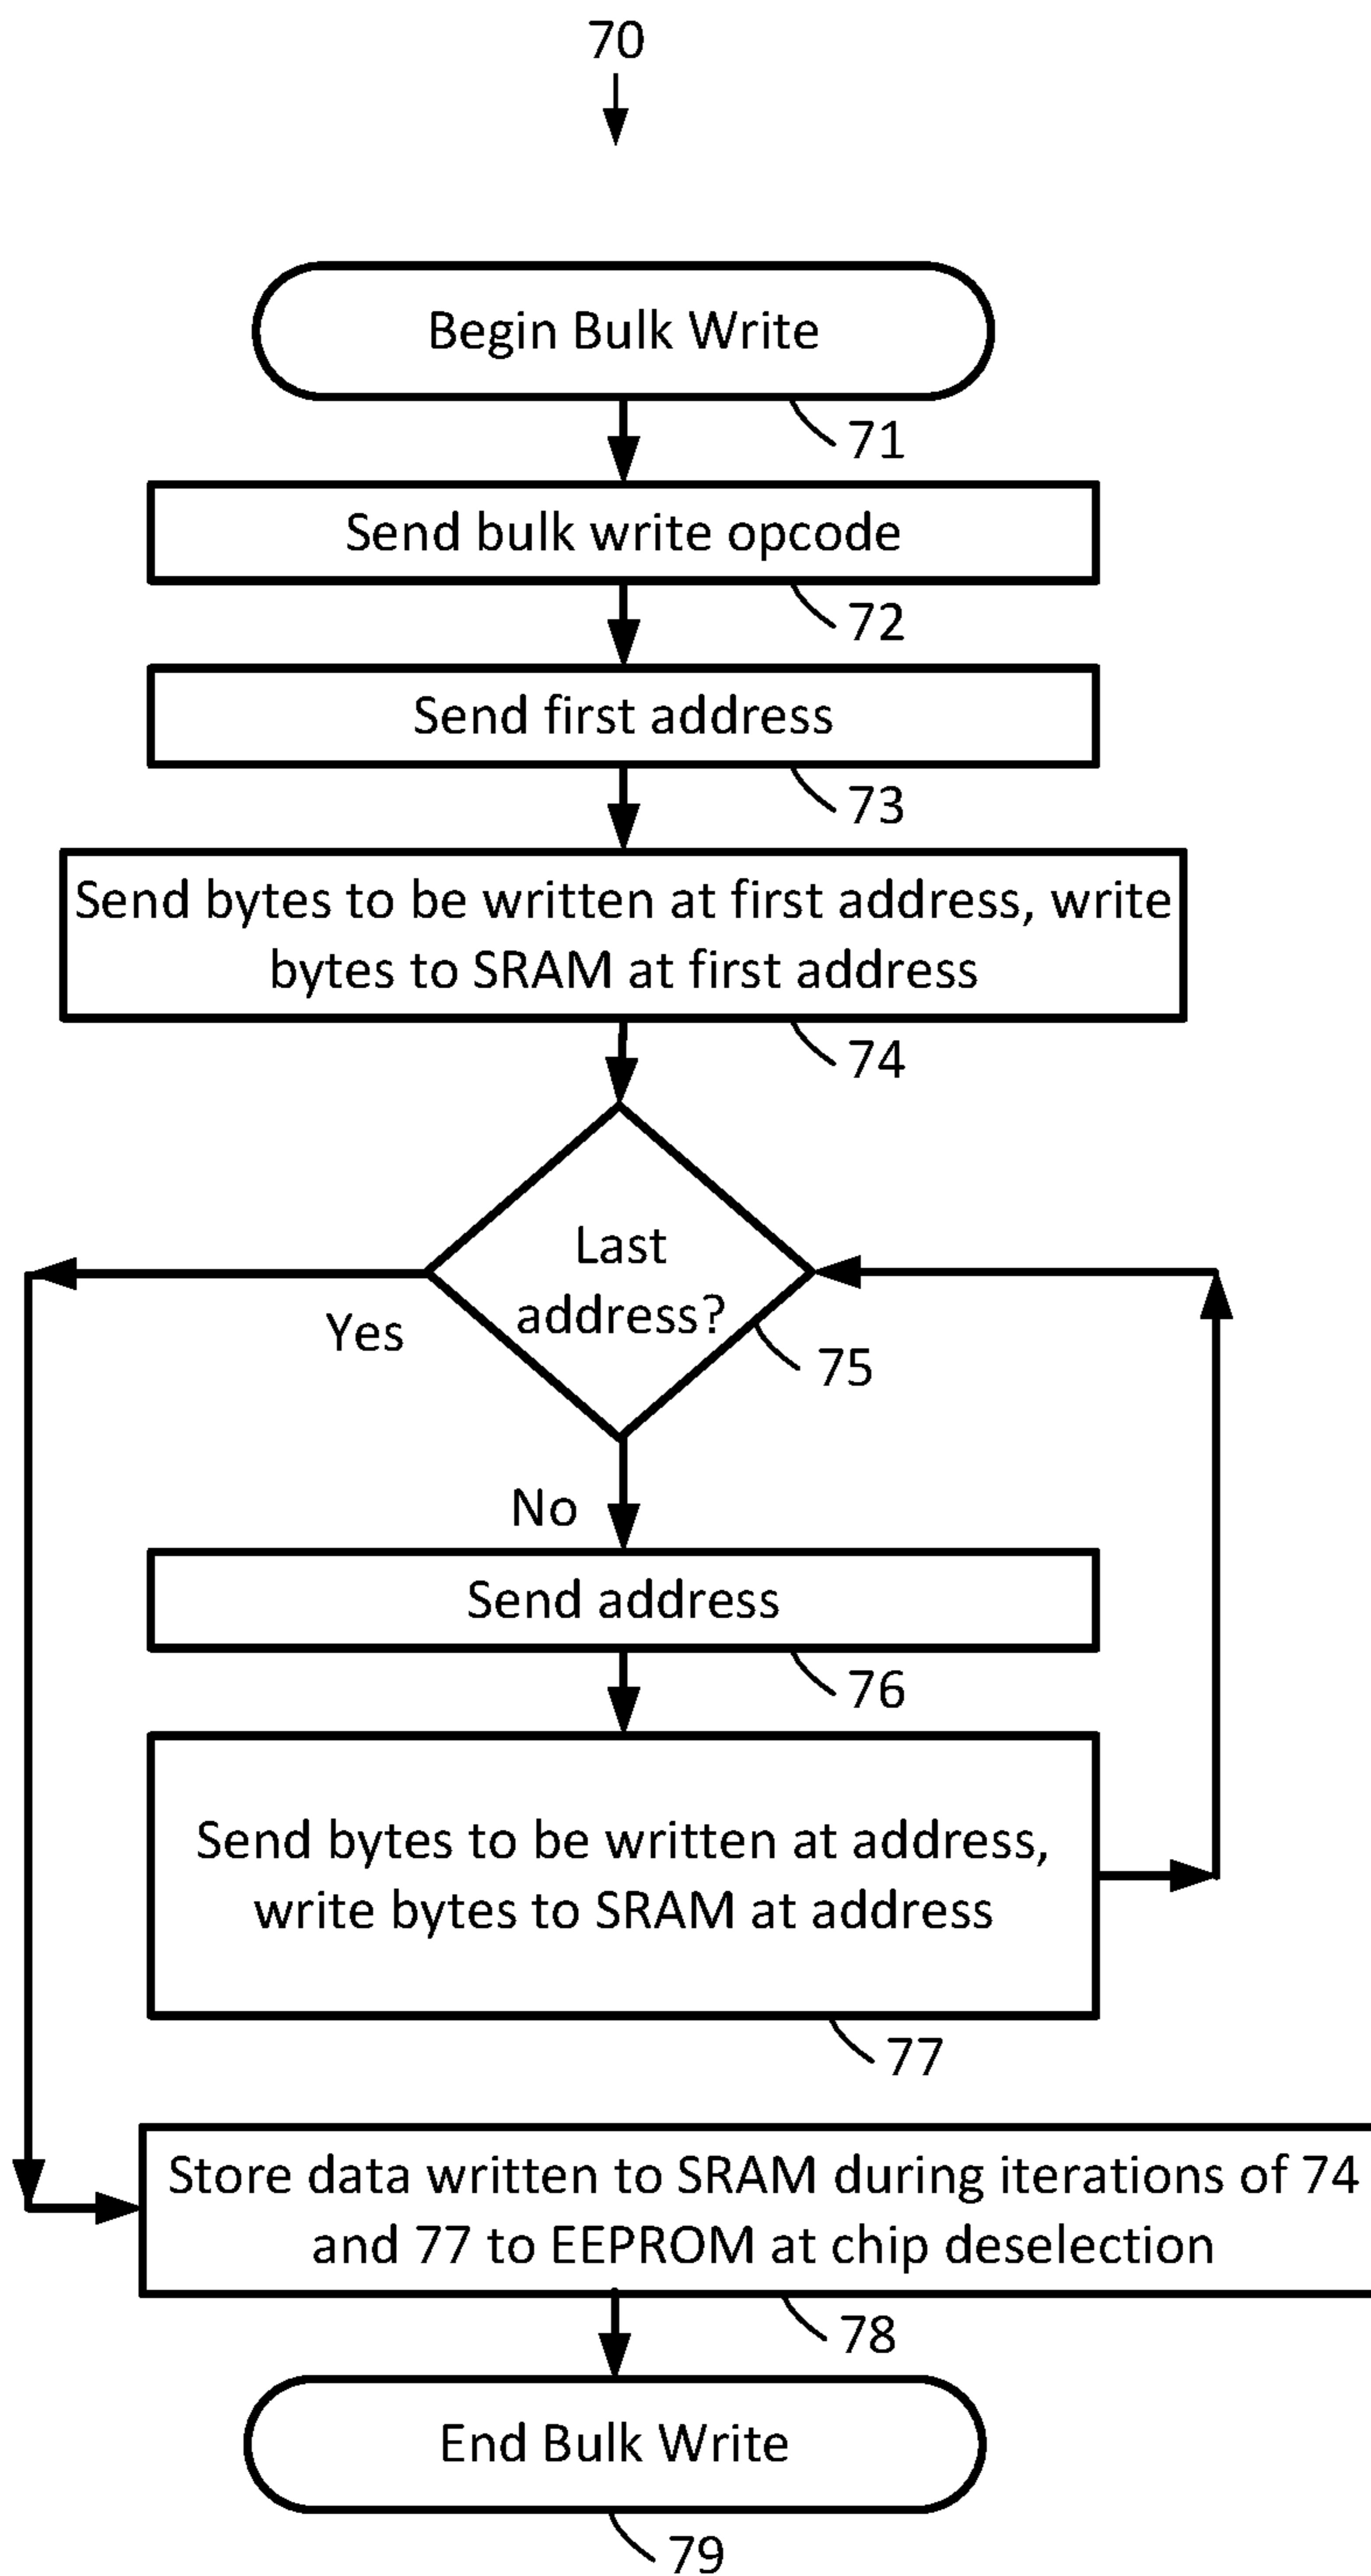 70
Begin Bulk Write
71
Send bulk write opcode
72
Send first address
73
Send bytes to be written at first address, write
bytes to SRAM at first address
74
Last
address?
Yes
75
No
Send address
76
Send bytes to be written at address,
write bytes to SRAM at address
77
Store data written to SRAM during iterations of 74
and 77 to EEPROM at chip deselection
78
End Bulk Write
79